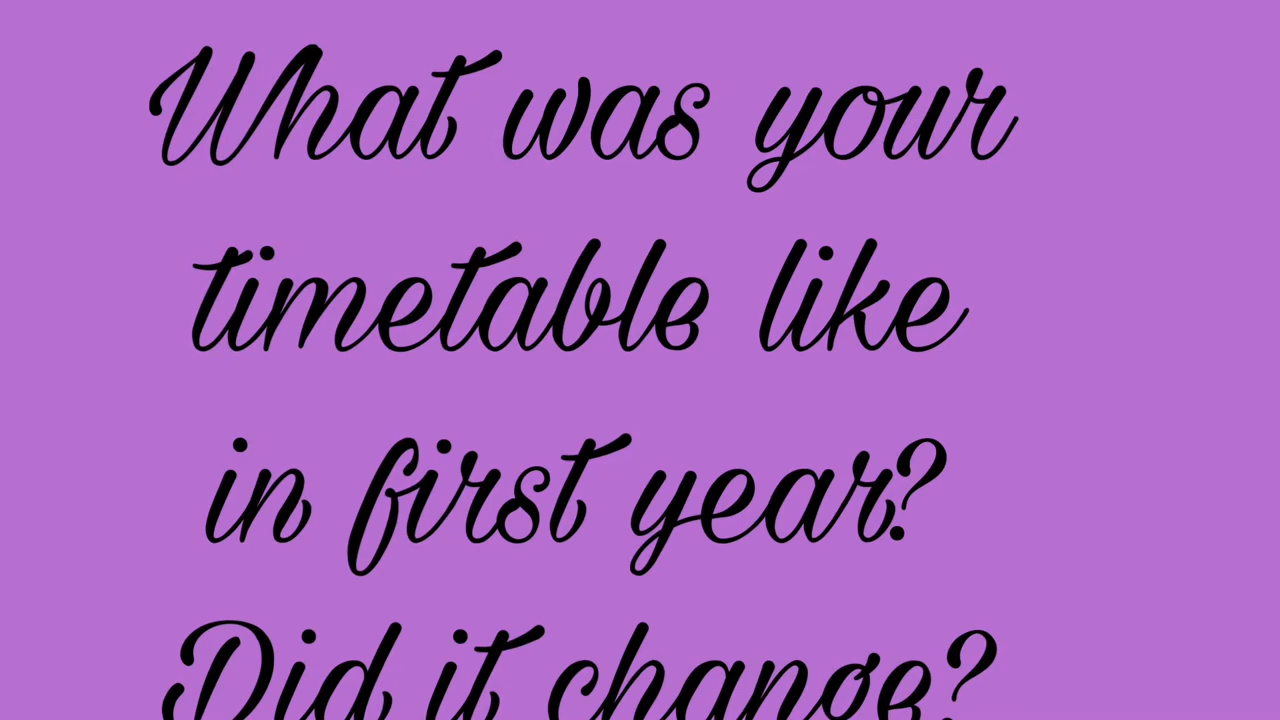 What was your
timetable like
in first year?
Did it change?